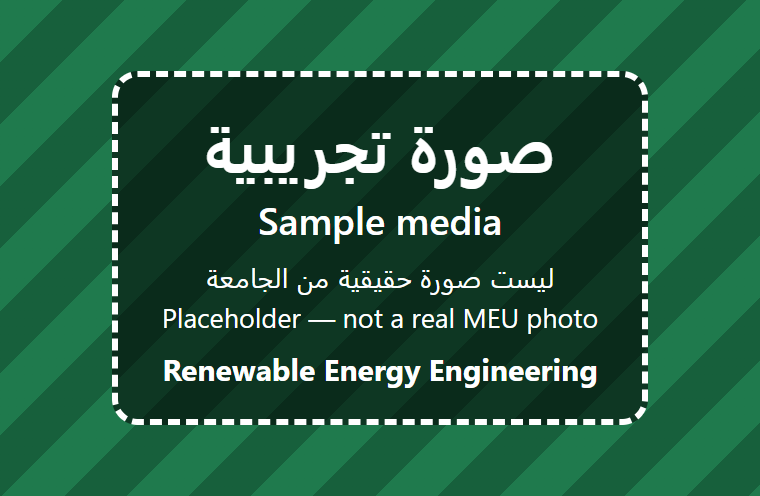 صورة تجريبية
Sample media
ليست صورة حقيقية من الجامعة
Placeholder — not a real MEU photo
Renewable Energy Engineering